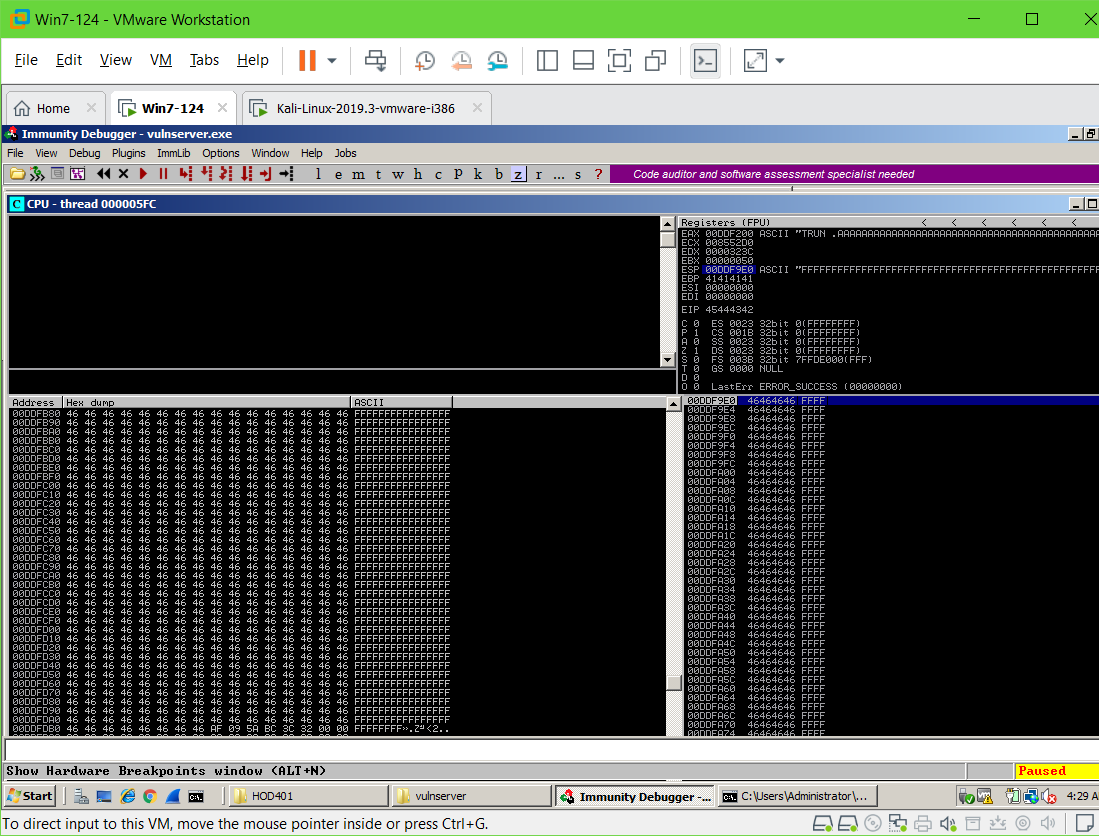 Win7-124 - VMware Workstation
File Edit View VM Tabs Help
Home Win7-124 Kali-Linux-2019.3-vmware-i386
Immunity Debugger - vulnserver.exe
File View Debug Plugins ImmLib Options Window Help Jobs
l e m t w h c P k b z r ... s ? Code auditor and software assessment specialist needed
C CPU - thread 000005FC
Registers (FPU) < < < < < <
EAX 00DDF200 ASCII "TRUN .AAAAAAAAAAAAAAAAAAAAAAAAAAAAAAAAAAAAAAAAAAAA
ECX 008552D0
EDX 0000323C
EBX 00000050
ESP 00DDF9E0 ASCII "FFFFFFFFFFFFFFFFFFFFFFFFFFFFFFFFFFFFFFFFFFFFFFFFFF
EBP 41414141
ESI 00000000
EDI 00000000
EIP 45444342
C 0 ES 0023 32bit 0(FFFFFFFF)
P 1 CS 001B 32bit 0(FFFFFFFF)
A 0 SS 0023 32bit 0(FFFFFFFF)
Z 1 DS 0023 32bit 0(FFFFFFFF)
S 0 FS 003B 32bit 7FFDE000(FFF)
T 0 GS 0000 NULL
D 0
O 0 LastErr ERROR_SUCCESS (00000000)
Address Hex dump ASCII
00DDFB80 46 46 46 46 46 46 46 46 46 46 46 46 46 46 46 46 FFFFFFFFFFFFFFFF
00DDFB90 46 46 46 46 46 46 46 46 46 46 46 46 46 46 46 46 FFFFFFFFFFFFFFFF
00DDFBA0 46 46 46 46 46 46 46 46 46 46 46 46 46 46 46 46 FFFFFFFFFFFFFFFF
00DDFBB0 46 46 46 46 46 46 46 46 46 46 46 46 46 46 46 46 FFFFFFFFFFFFFFFF
00DDFBC0 46 46 46 46 46 46 46 46 46 46 46 46 46 46 46 46 FFFFFFFFFFFFFFFF
00DDFBD0 46 46 46 46 46 46 46 46 46 46 46 46 46 46 46 46 FFFFFFFFFFFFFFFF
00DDFBE0 46 46 46 46 46 46 46 46 46 46 46 46 46 46 46 46 FFFFFFFFFFFFFFFF
00DDFBF0 46 46 46 46 46 46 46 46 46 46 46 46 46 46 46 46 FFFFFFFFFFFFFFFF
00DDFC00 46 46 46 46 46 46 46 46 46 46 46 46 46 46 46 46 FFFFFFFFFFFFFFFF
00DDFC10 46 46 46 46 46 46 46 46 46 46 46 46 46 46 46 46 FFFFFFFFFFFFFFFF
00DDFC20 46 46 46 46 46 46 46 46 46 46 46 46 46 46 46 46 FFFFFFFFFFFFFFFF
00DDFC30 46 46 46 46 46 46 46 46 46 46 46 46 46 46 46 46 FFFFFFFFFFFFFFFF
00DDFC40 46 46 46 46 46 46 46 46 46 46 46 46 46 46 46 46 FFFFFFFFFFFFFFFF
00DDFC50 46 46 46 46 46 46 46 46 46 46 46 46 46 46 46 46 FFFFFFFFFFFFFFFF
00DDFC60 46 46 46 46 46 46 46 46 46 46 46 46 46 46 46 46 FFFFFFFFFFFFFFFF
00DDFC70 46 46 46 46 46 46 46 46 46 46 46 46 46 46 46 46 FFFFFFFFFFFFFFFF
00DDFC80 46 46 46 46 46 46 46 46 46 46 46 46 46 46 46 46 FFFFFFFFFFFFFFFF
00DDFC90 46 46 46 46 46 46 46 46 46 46 46 46 46 46 46 46 FFFFFFFFFFFFFFFF
00DDFCA0 46 46 46 46 46 46 46 46 46 46 46 46 46 46 46 46 FFFFFFFFFFFFFFFF
00DDFCB0 46 46 46 46 46 46 46 46 46 46 46 46 46 46 46 46 FFFFFFFFFFFFFFFF
00DDFCC0 46 46 46 46 46 46 46 46 46 46 46 46 46 46 46 46 FFFFFFFFFFFFFFFF
00DDFCD0 46 46 46 46 46 46 46 46 46 46 46 46 46 46 46 46 FFFFFFFFFFFFFFFF
00DDFCE0 46 46 46 46 46 46 46 46 46 46 46 46 46 46 46 46 FFFFFFFFFFFFFFFF
00DDFCF0 46 46 46 46 46 46 46 46 46 46 46 46 46 46 46 46 FFFFFFFFFFFFFFFF
00DDFD00 46 46 46 46 46 46 46 46 46 46 46 46 46 46 46 46 FFFFFFFFFFFFFFFF
00DDFD10 46 46 46 46 46 46 46 46 46 46 46 46 46 46 46 46 FFFFFFFFFFFFFFFF
00DDFD20 46 46 46 46 46 46 46 46 46 46 46 46 46 46 46 46 FFFFFFFFFFFFFFFF
00DDFD30 46 46 46 46 46 46 46 46 46 46 46 46 46 46 46 46 FFFFFFFFFFFFFFFF
00DDFD40 46 46 46 46 46 46 46 46 46 46 46 46 46 46 46 46 FFFFFFFFFFFFFFFF
00DDFD50 46 46 46 46 46 46 46 46 46 46 46 46 46 46 46 46 FFFFFFFFFFFFFFFF
00DDFD60 46 46 46 46 46 46 46 46 46 46 46 46 46 46 46 46 FFFFFFFFFFFFFFFF
00DDFD70 46 46 46 46 46 46 46 46 46 46 46 46 46 46 46 46 FFFFFFFFFFFFFFFF
00DDFD80 46 46 46 46 46 46 46 46 46 46 46 46 46 46 46 46 FFFFFFFFFFFFFFFF
00DDFD90 46 46 46 46 46 46 46 46 46 46 46 46 46 46 46 46 FFFFFFFFFFFFFFFF
00DDFDA0 46 46 46 46 46 46 46 46 46 46 46 46 46 46 46 46 FFFFFFFFFFFFFFFF
00DDFDB0 46 46 46 46 46 46 46 46 AF 09 5A BC 3C 32 00 00
00DDF9E0 46464646 FFFF
00DDF9E4 46464646 FFFF
00DDF9E8 46464646 FFFF
00DDF9EC 46464646 FFFF
00DDF9F0 46464646 FFFF
00DDF9F4 46464646 FFFF
00DDF9F8 46464646 FFFF
00DDF9FC 46464646 FFFF
00DDFA00 46464646 FFFF
00DDFA04 46464646 FFFF
00DDFA08 46464646 FFFF
00DDFA0C 46464646 FFFF
00DDFA10 46464646 FFFF
00DDFA14 46464646 FFFF
00DDFA18 46464646 FFFF
00DDFA1C 46464646 FFFF
00DDFA20 46464646 FFFF
00DDFA24 46464646 FFFF
00DDFA28 46464646 FFFF
00DDFA2C 46464646 FFFF
00DDFA30 46464646 FFFF
00DDFA34 46464646 FFFF
00DDFA38 46464646 FFFF
00DDFA3C 46464646 FFFF
00DDFA40 46464646 FFFF
00DDFA44 46464646 FFFF
00DDFA48 46464646 FFFF
00DDFA4C 46464646 FFFF
00DDFA50 46464646 FFFF
00DDFA54 46464646 FFFF
00DDFA58 46464646 FFFF
00DDFA5C 46464646 FFFF
00DDFA60 46464646 FFFF
00DDFA64 46464646 FFFF
00DDFA68 46464646 FFFF
00DDFA6C 46464646 FFFF
00DDFA70 46464646 FFFF
00DDFA74 46464646 FFFF
Show Hardware Breakpoints window (ALT+N) Paused
Start HOD401 vulnserver Immunity Debugger -... C:\Users\Administrator\... 4:29 A
To direct input to this VM, move the mouse pointer inside or press Ctrl+G.